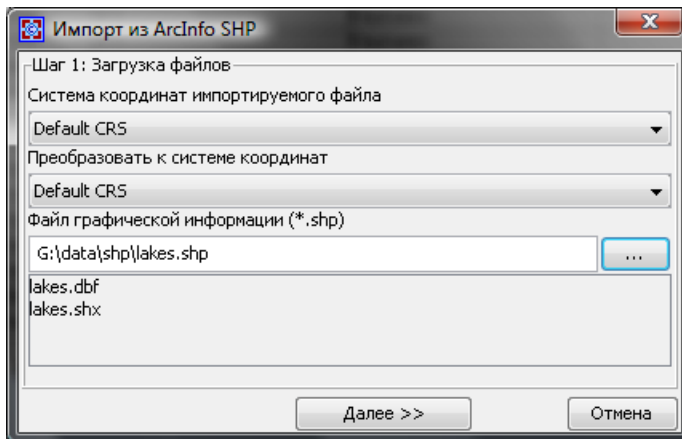 Импорт из ArcInfo SHP
Шаг 1: Загрузка файлов
Система координат импортируемого файла
Default CRS
Преобразовать к системе координат
Default CRS
Файл графической информации (*.shp)
G:\data\shp\lakes.shp
...
lakes.dbf
lakes.shx
Далее >>
Отмена